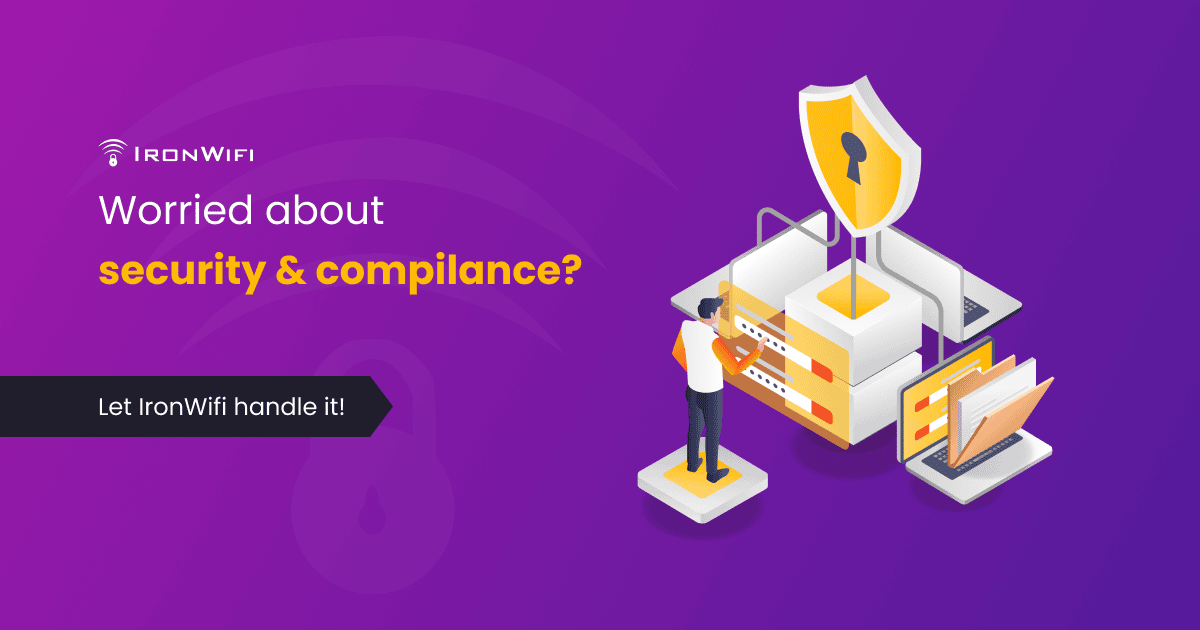 IRONWIFI
Worried about
security & compilance?
Let IronWifi handle it!